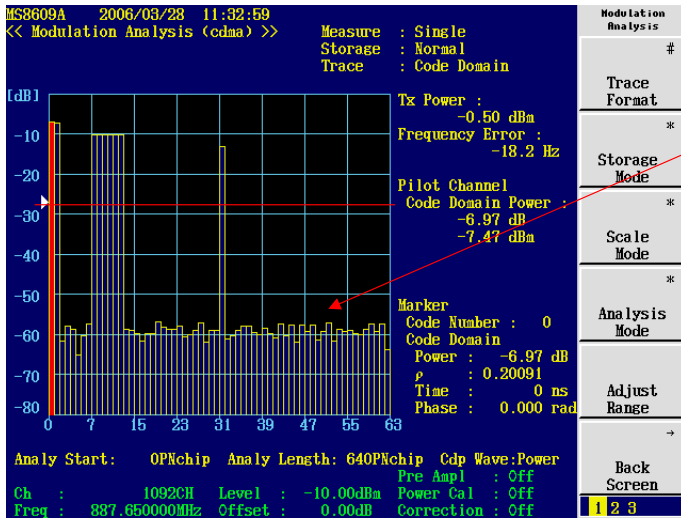 MS8609A 2006/03/28 11:32:59
<< Modulation Analysis (cdma) >>
Measure : Single
Storage : Normal
Trace : Code Domain
[dB]
-10
-20
-30
-40
-50
-60
-70
-80
0 7 15 23 31 39 47 55 63
Tx Power :
-0.50 dBm
Frequency Error :
-18.2 Hz
Pilot Channel
Code Domain Power :
-6.97 dB
-7.47 dBm
Marker
Code Number : 0
Code Domain
Power : -6.97 dB
ρ : 0.20091
Time : 0 ns
Phase : 0.000 rad
Analy Start: 0PNchip Analy Length: 640PNchip Cdp Wave:Power
Pre Ampl : Off
Ch : 1092CH Level : -10.00dBm Power Cal : Off
Freq : 887.650000MHz Offset : 0.00dB Correction : Off
Modulation
Analysis
#
Trace
Format
*
Storage
Mode
*
Scale
Mode
*
Analysis
Mode
Adjust
Range
→
Back
Screen
1 2 3